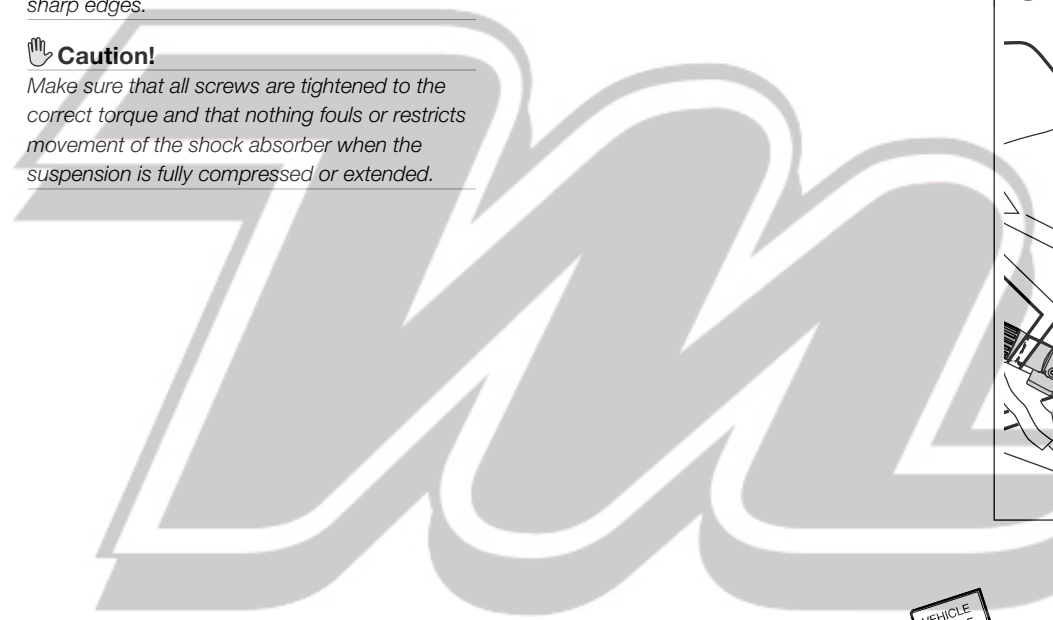 sharp edges.
Caution!
Make sure that all screws are tightened to the
correct torque and that nothing fouls or restricts
movement of the shock absorber when the
suspension is fully compressed or extended.
VEHICLE